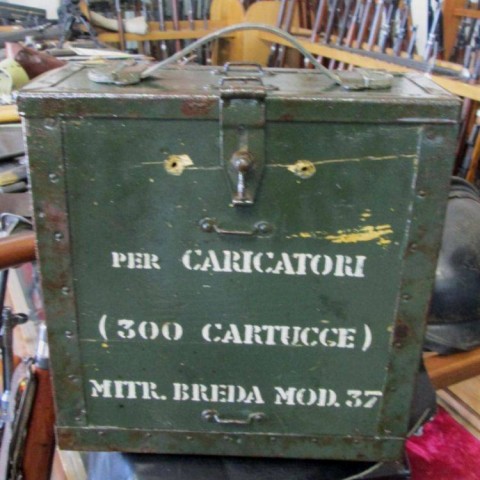 PER CARICATORI
(300 CARTUCCE)
MITR. BREDA MOD. 37